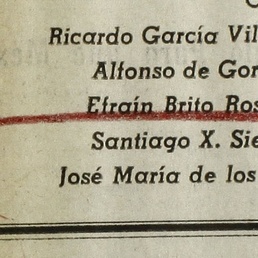 Ricardo García Vil
Alfonso de Gor
Efraín Brito Ros
Santiago X. Sie
José María de los